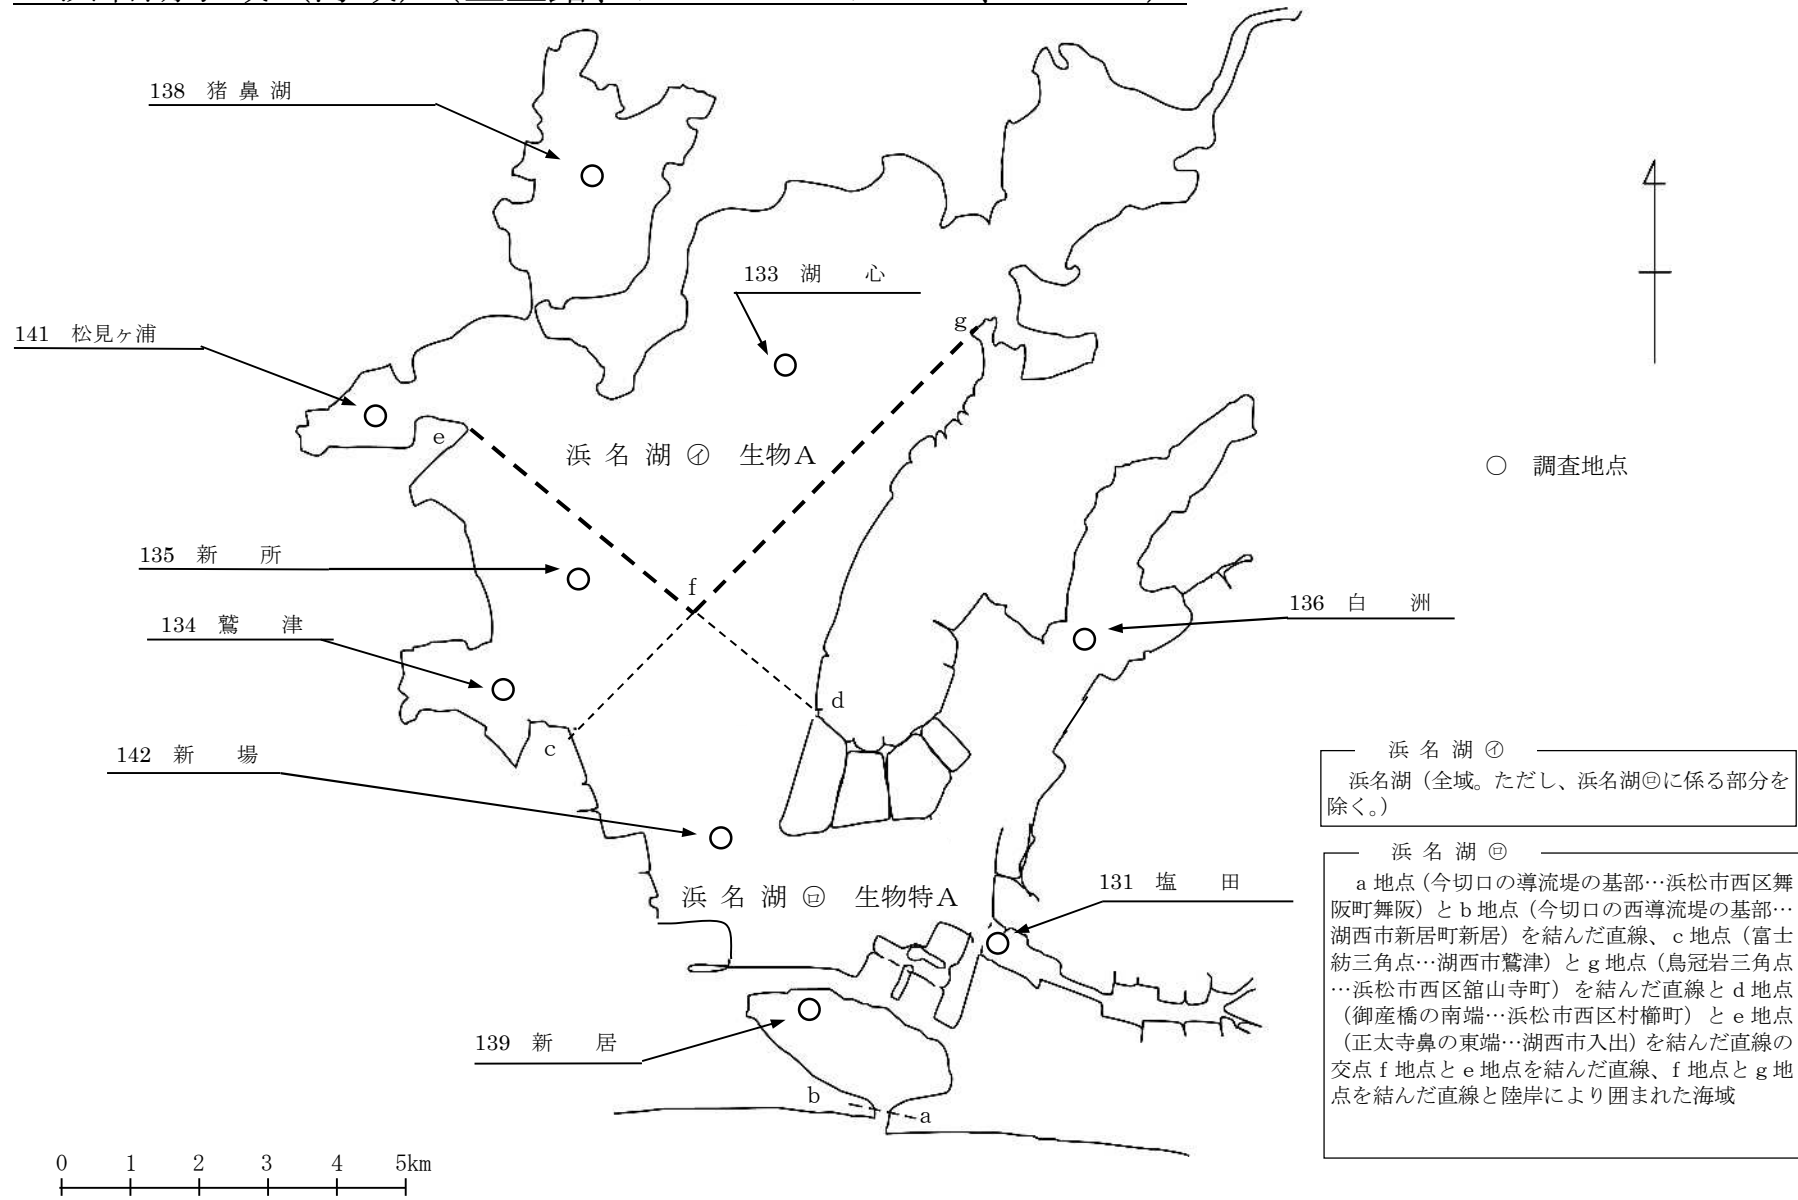 138 猪鼻湖
133 湖 心
141 松見ヶ浦
g
e
浜名湖㋑ 生物A
○ 調査地点
135 新 所
f
136 白 洲
134 鷲 津
d
c
142 新 場
浜名湖㋑
浜名湖(全域。ただし、浜名湖㋺に係る部分を
除く。)
浜名湖㋺
a地点(今切口の導流堤の基部…浜松市西区舞
阪町舞阪)とb地点(今切口の西導流堤の基部…
湖西市新居町新居)を結んだ直線、c地点(富士
紡三角点…湖西市鷲津)とg地点(鳥冠岩三角点
…浜松市西区舘山寺町)を結んだ直線とd地点
(御産橋の南端…浜松市西区村櫛町)とe地点
(正太寺鼻の東端…湖西市入出)を結んだ直線の
交点f地点とe地点を結んだ直線、f地点とg地
点を結んだ直線と陸岸により囲まれた海域
浜名湖㋺ 生物特A
131 塩 田
139 新 居
b
a
0 1 2 3 4 5km